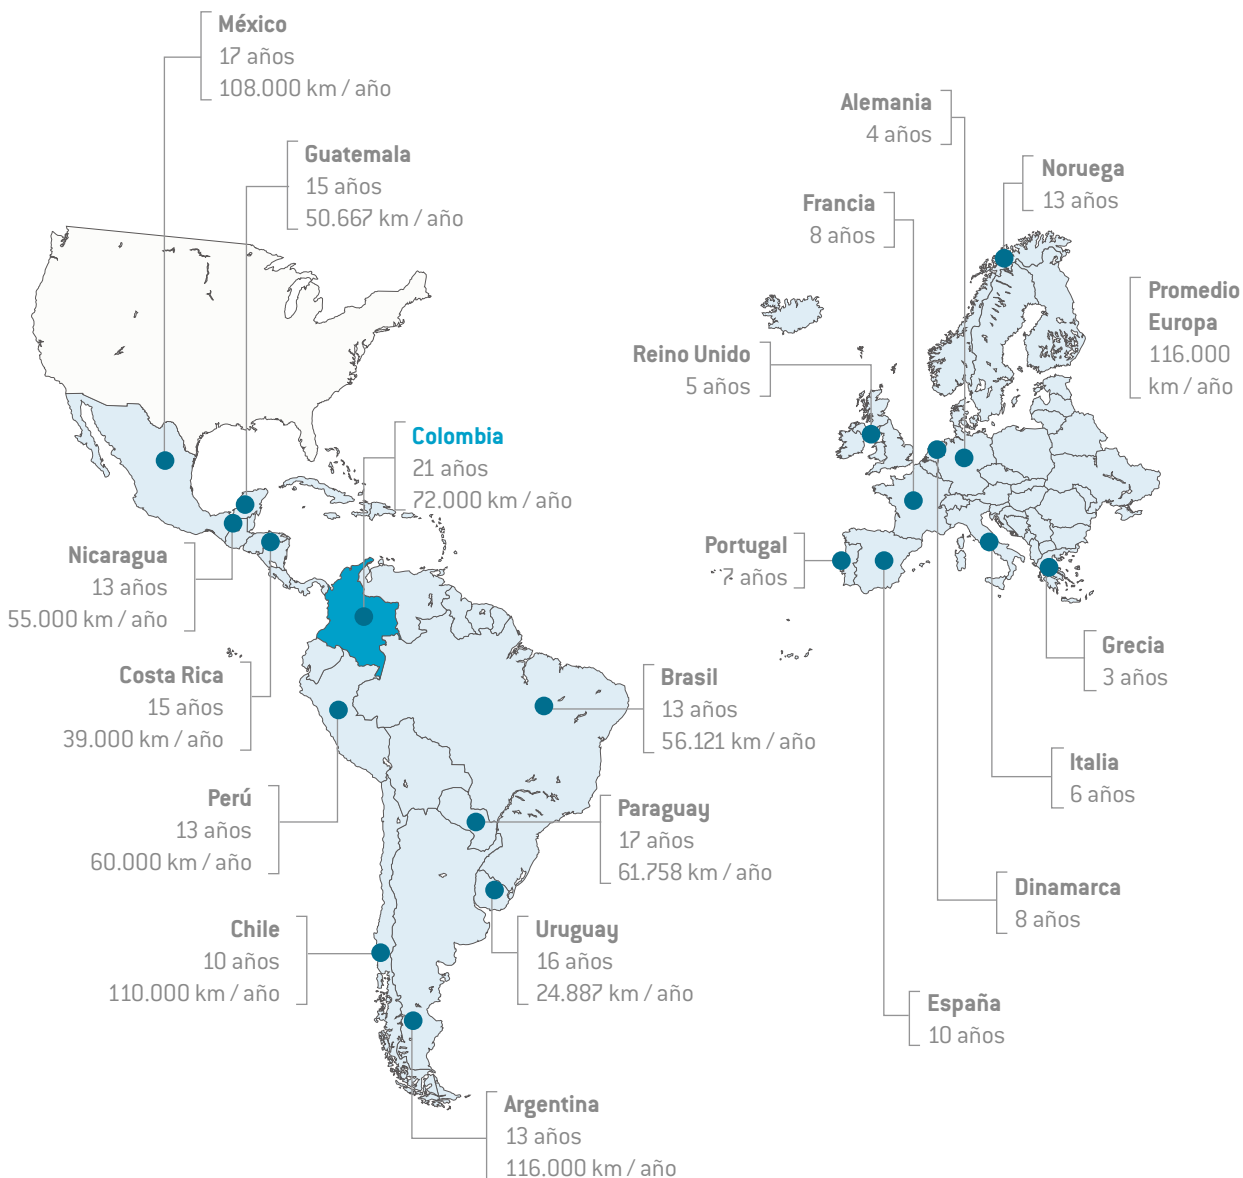 México
17 años
108.000 km / año
Guatemala
15 años
50.667 km / año
Colombia
21 años
72.000 km / año
Nicaragua
13 años
55.000 km / año
Costa Rica
15 años
39.000 km / año
Perú
13 años
60.000 km / año
Chile
10 años
110.000 km / año
Brasil
13 años
56.121 km / año
Paraguay
17 años
61.758 km / año
Uruguay
16 años
24.887 km / año
Argentina
13 años
116.000 km / año
Alemania
4 años
Noruega
13 años
Francia
8 años
Promedio
Europa
116.000
km / año
Reino Unido
5 años
Portugal
7 años
Grecia
3 años
Italia
6 años
Dinamarca
8 años
España
10 años